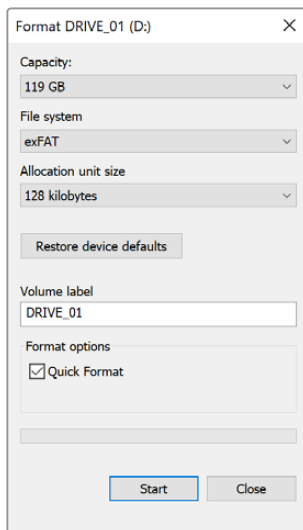 Format DRIVE_01 (D:)
Capacity:
119 GB
File system
exFAT
Allocation unit size
128 kilobytes
Restore device defaults
Volume label
DRIVE_01
Format options
Quick Format
Start Close